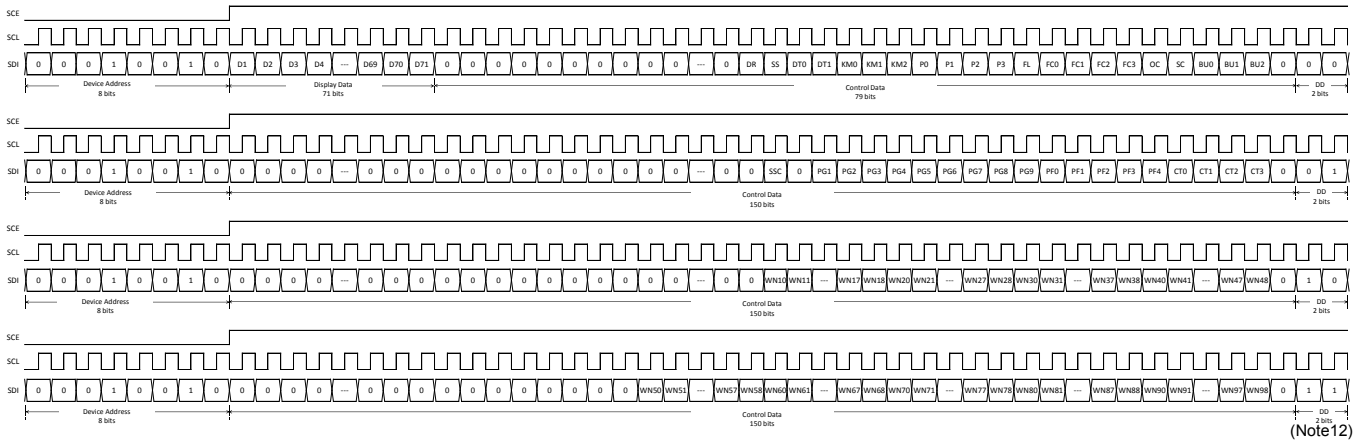 SCE
SCL
SDI 0 0 0 1 0 0 1 0 D1 D2 D3 D4 --- D69 D70 D71 0 0 0 0 0 0 0 0 0 0 --- 0 DR SS DT0 DT1 KM0 KM1 KM2 P0 P1 P2 P3 FL FC0 FC1 FC2 FC3 OC SC BU0 BU1 BU2 0 0 0
Device Address Display Data Control Data DD
8 bits 71 bits 79 bits 2 bits
SCE
SCL
SDI 0 0 0 1 0 0 1 0 0 0 0 0 --- 0 0 0 0 0 0 0 0 0 0 0 0 0 --- 0 0 SSC 0 PG1 PG2 PG3 PG4 PG5 PG6 PG7 PG8 PG9 PF0 PF1 PF2 PF3 PF4 CT0 CT1 CT2 CT3 0 0 1
Device Address Control Data DD
8 bits 150 bits 2 bits
SCE
SCL
SDI 0 0 0 1 0 0 1 0 0 0 0 0 --- 0 0 0 0 0 0 0 0 0 0 0 0 0 --- 0 0 WN10 WN11 --- WN17 WN18 WN20 WN21 --- WN27 WN28 WN30 WN31 --- WN37 WN38 WN40 WN41 --- WN47 WN48 0 1 0
Device Address Control Data DD
8 bits 150 bits 2 bits
SCE
SCL
SDI 0 0 0 1 0 0 1 0 0 0 0 0 --- 0 0 0 0 0 0 0 0 0 0 0 WN50 WN51 --- WN57 WN58 WN60 WN61 --- WN67 WN68 WN70 WN71 --- WN77 WN78 WN80 WN81 --- WN87 WN88 WN90 WN91 --- WN97 WN98 0 1 1
Device Address Control Data DD
8 bits 150 bits 2 bits
(Note12)